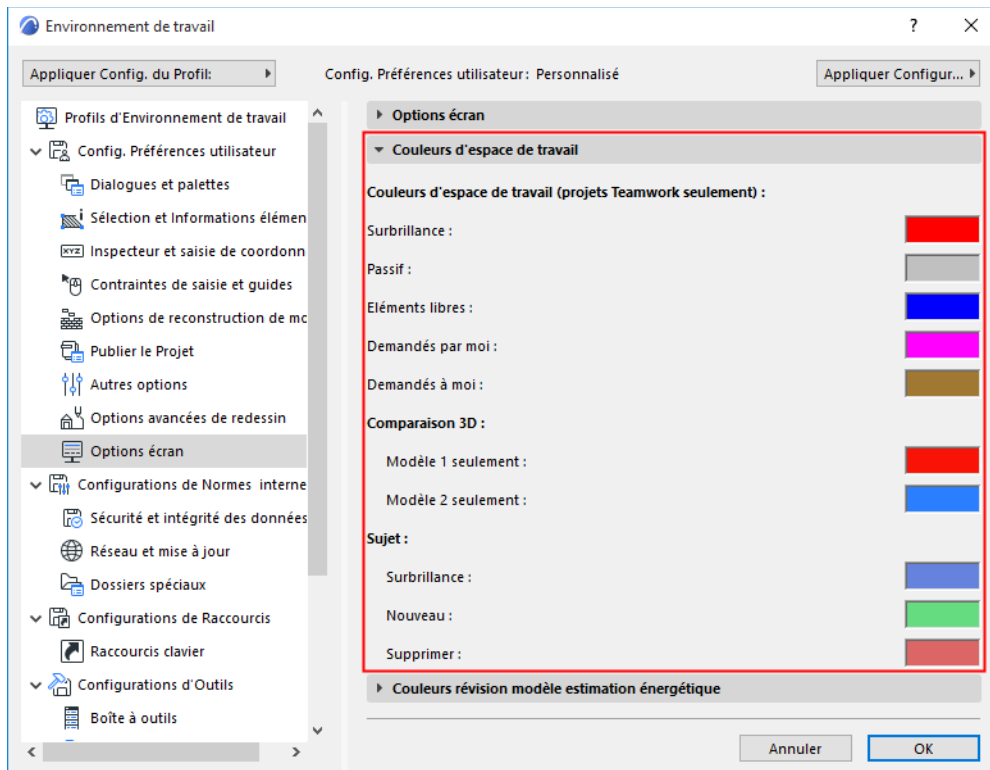 Environnement de travail
?
Appliquer Config. du Profil:
Config. Préférences utilisateur: Personnalisé
Appliquer Configur...
Profils d'Environnement de travail
Config. Préférences utilisateur
Dialogues et palettes
Sélection et Informations élémen
XYZ Inspecteur et saisie de coordonn
Contraintes de saisie et guides
Options de reconstruction de mc
Publier le Projet
Autres options
Options avancées de redessin
Options écran
Configurations de Normes interne
Sécurité et intégrité des données
Réseau et mise à jour
Dossiers spéciaux
Configurations de Raccourcis
Raccourcis clavier
Configurations d'Outils
Boîte à outils
Options écran
Couleurs d'espace de travail
Couleurs d'espace de travail (projets Teamwork seulement) :
Surbrillance :
Passif :
Eléments libres :
Demandés par moi :
Demandés à moi :
Comparaison 3D :
Modèle 1 seulement :
Modèle 2 seulement :
Sujet :
Surbrillance :
Nouveau :
Supprimer :
Couleurs révision modèle estimation énergétique
Annuler
OK